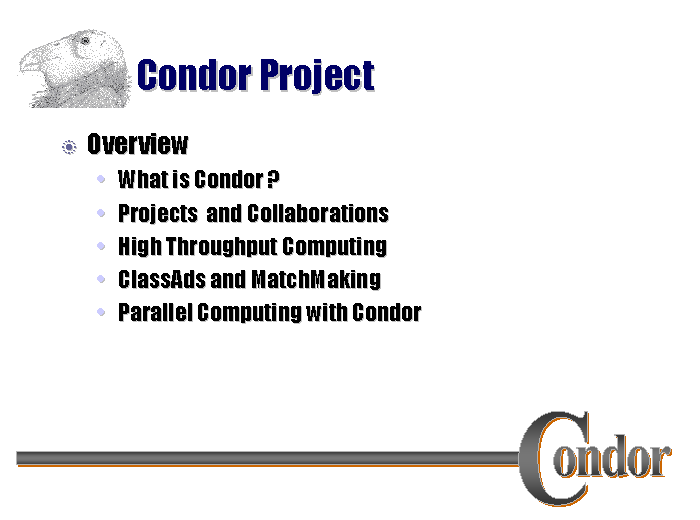 Condor Project
Overview
What is Condor ?
Projects and Collaborations
High Throughput Computing
ClassAds and MatchMaking
Parallel Computing with Condor
Condor